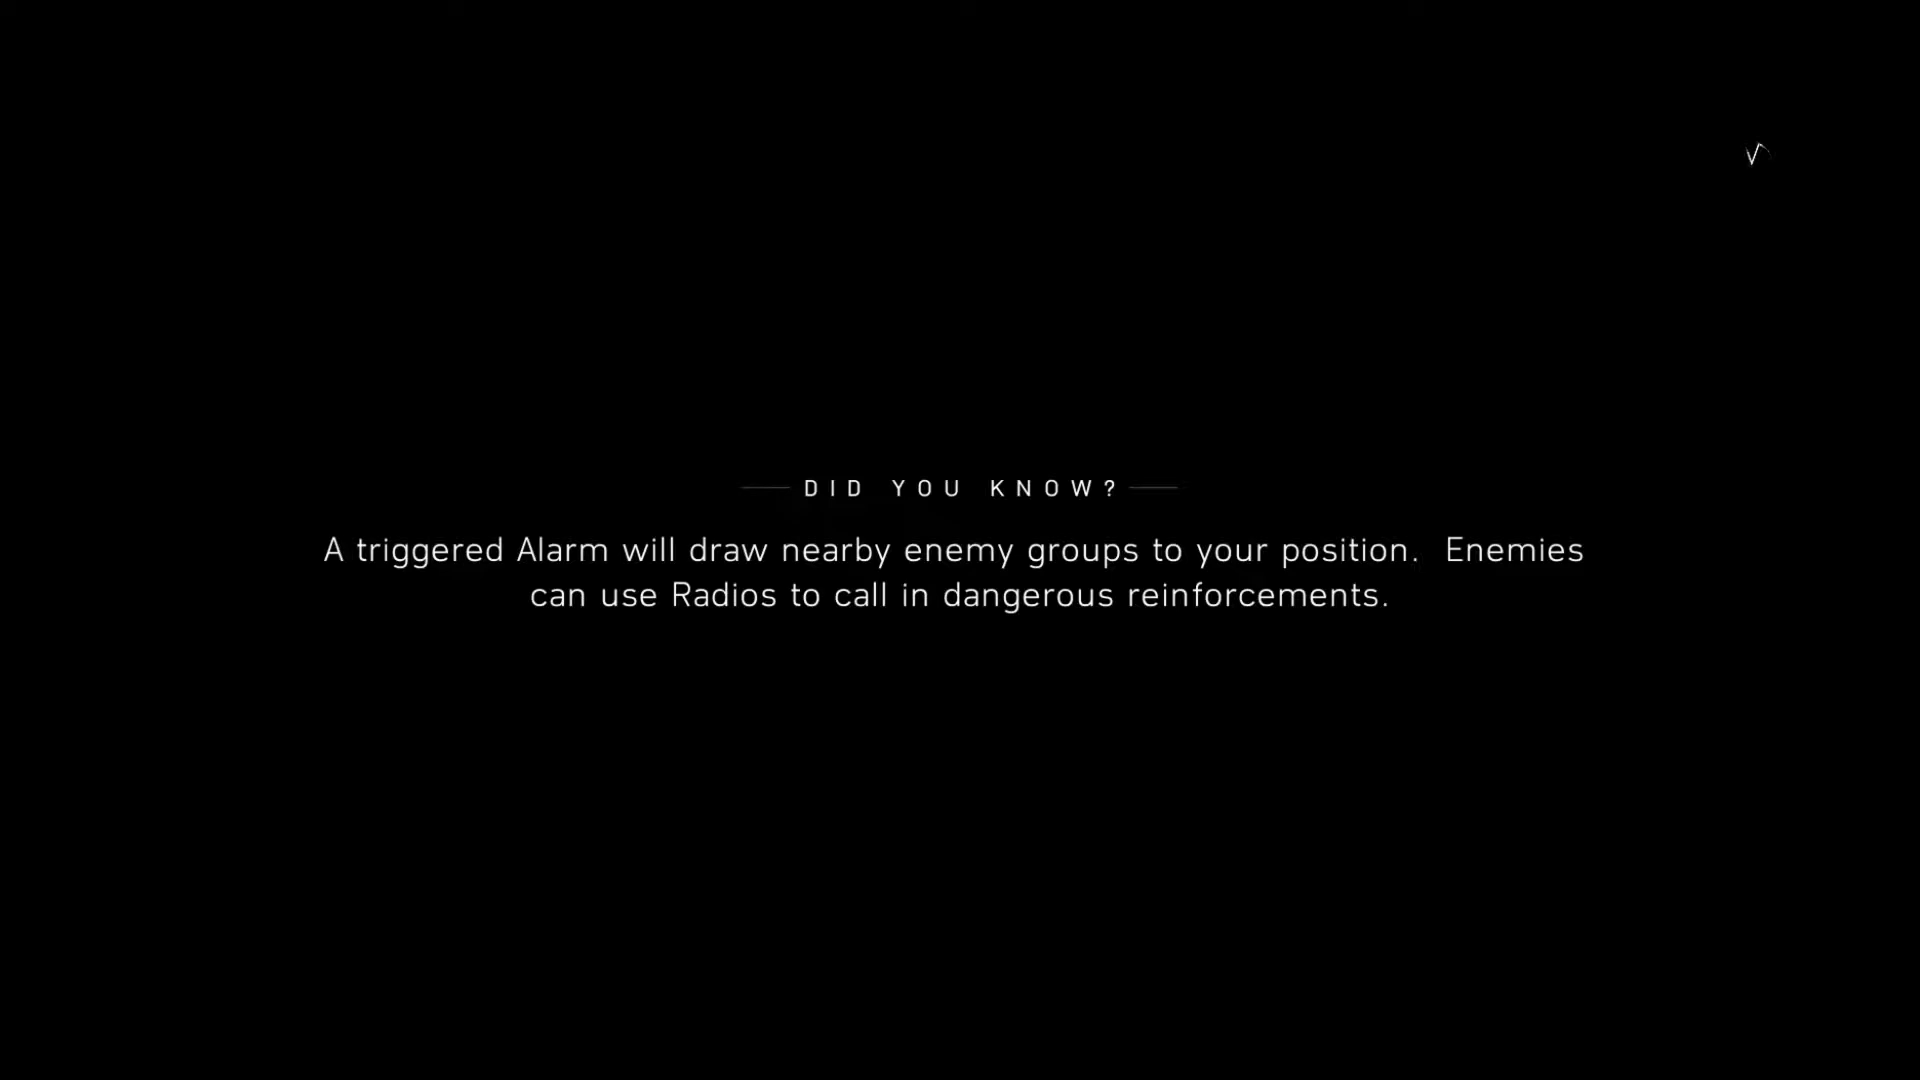 DID YOU KNOW?
A triggered Alarm will draw nearby enemy groups to your position.  Enemies
can use Radios to call in dangerous reinforcements.